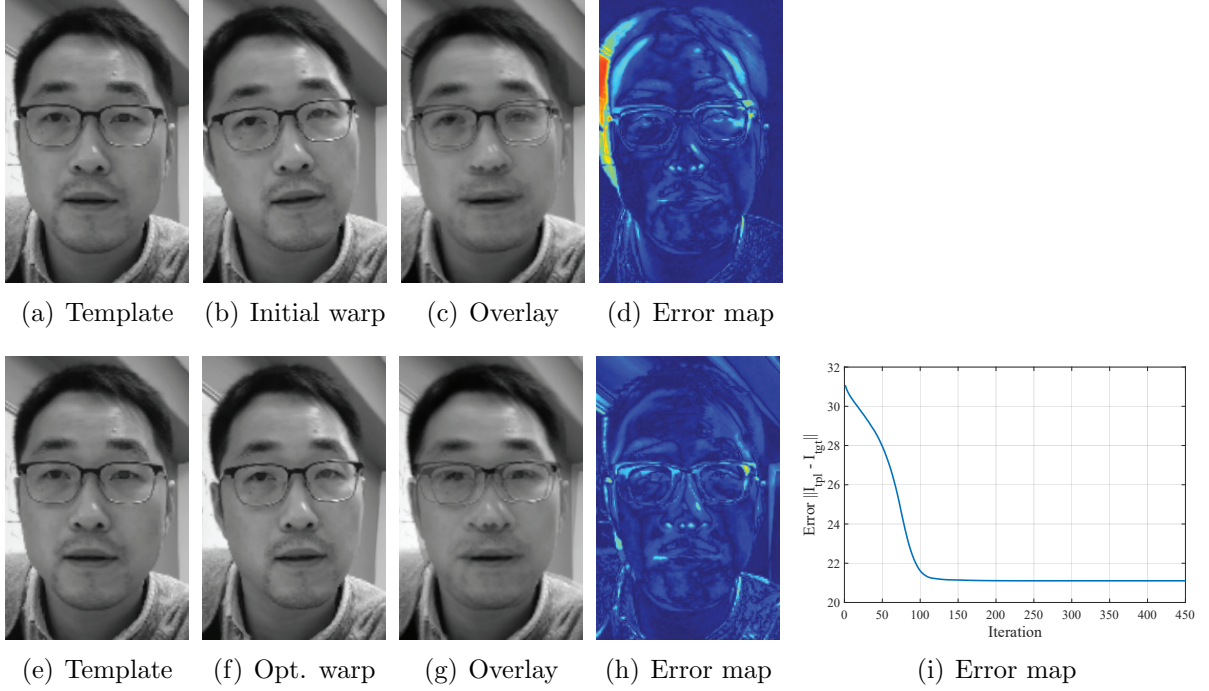 (a) Template (b) Initial warp (c) Overlay (d) Error map
32
30
28
26
24
22
20
Error ||I_tpl - I_tgt||
0 50 100 150 200 250 300 350 400 450
Iteration
(e) Template (f) Opt. warp (g) Overlay (h) Error map (i) Error map